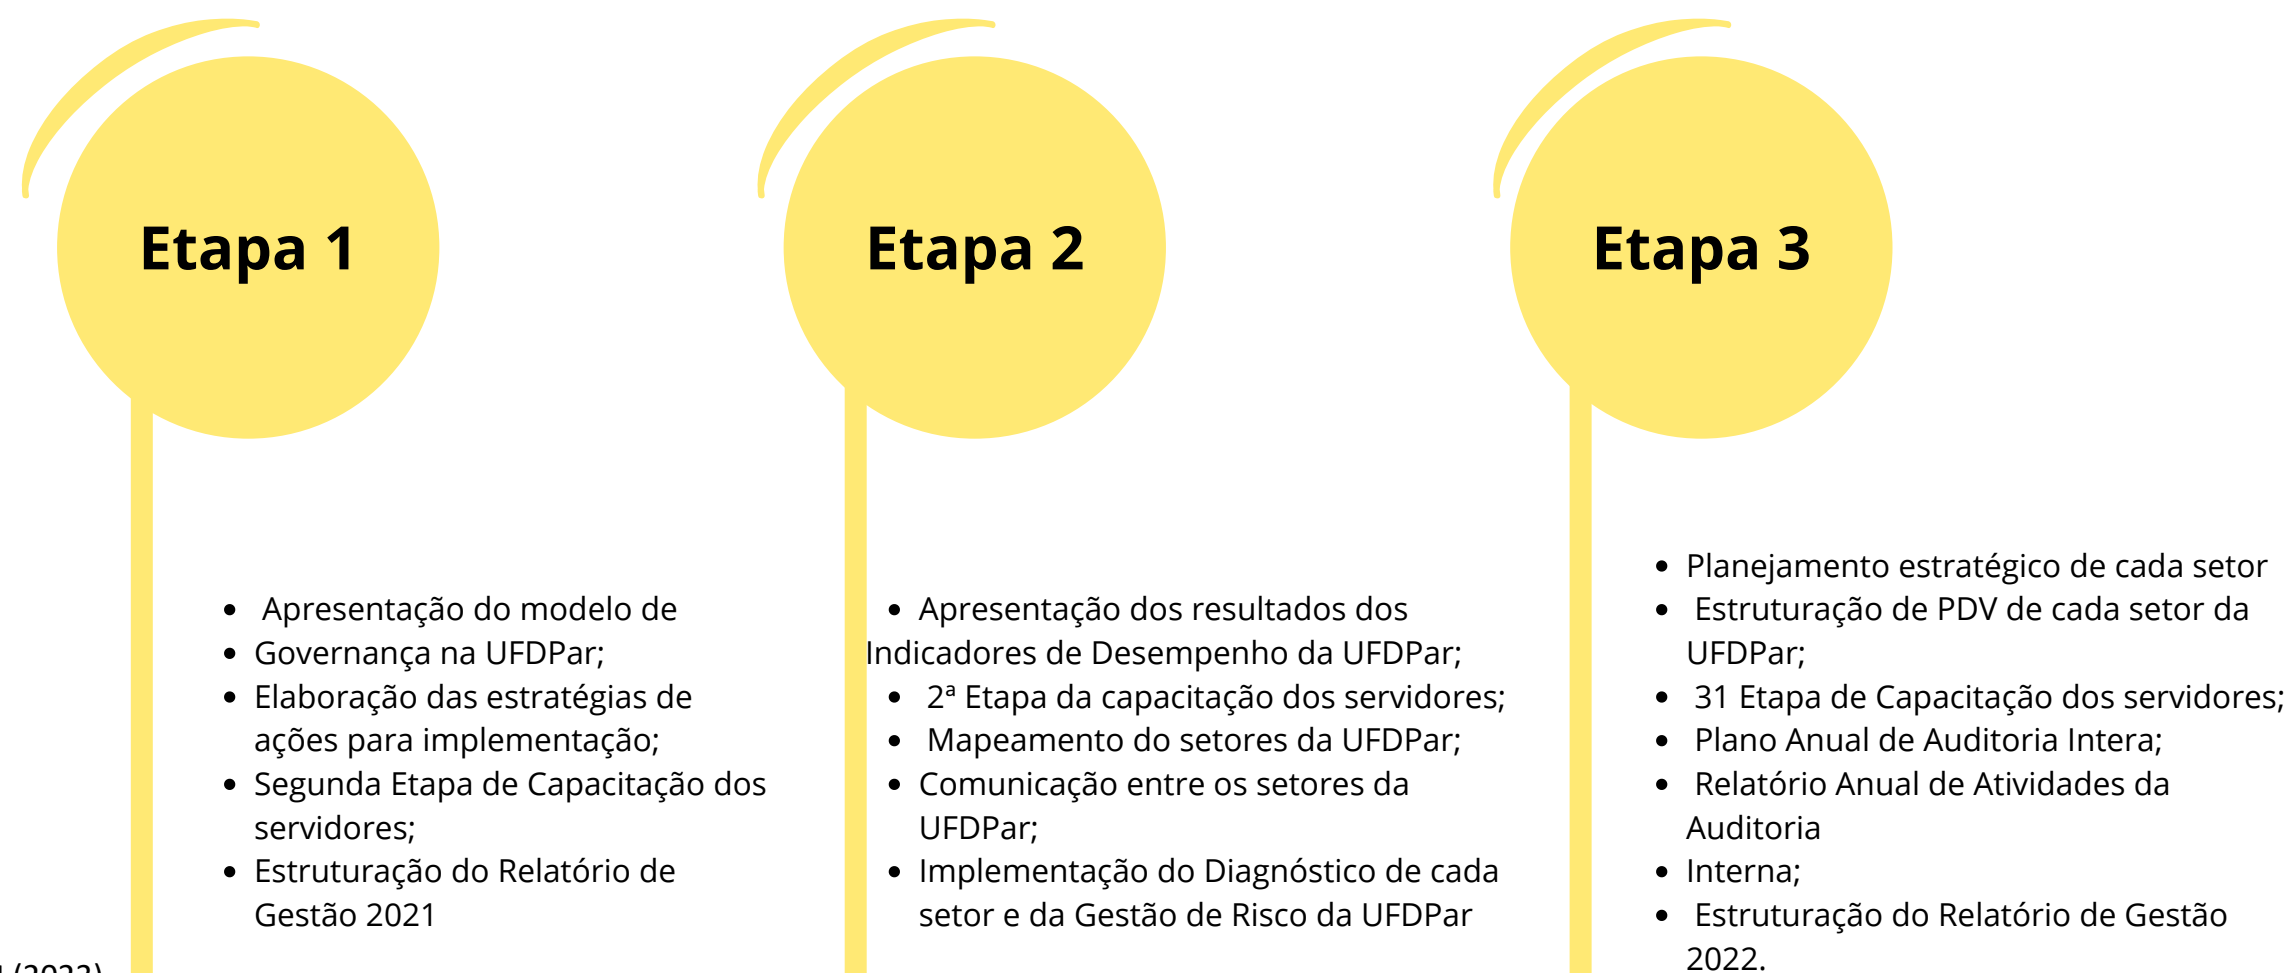 Etapa 1
• Apresentação do modelo de
• Governança na UFDPar;
• Elaboração das estratégias de
ações para implementação;
• Segunda Etapa de Capacitação dos
servidores;
• Estruturação do Relatório de
Gestão 2021
Etapa 2
• Apresentação dos resultados dos
Indicadores de Desempenho da UFDPar;
• 2ª Etapa da capacitação dos servidores;
• Mapeamento do setores da UFDPar;
• Comunicação entre os setores da
UFDPar;
• Implementação do Diagnóstico de cada
setor e da Gestão de Risco da UFDPar
Etapa 3
• Planejamento estratégico de cada setor
• Estruturação de PDV de cada setor da
UFDPar;
• 31 Etapa de Capacitação dos servidores;
• Plano Anual de Auditoria Intera;
• Relatório Anual de Atividades da
Auditoria
• Interna;
• Estruturação do Relatório de Gestão
2022.